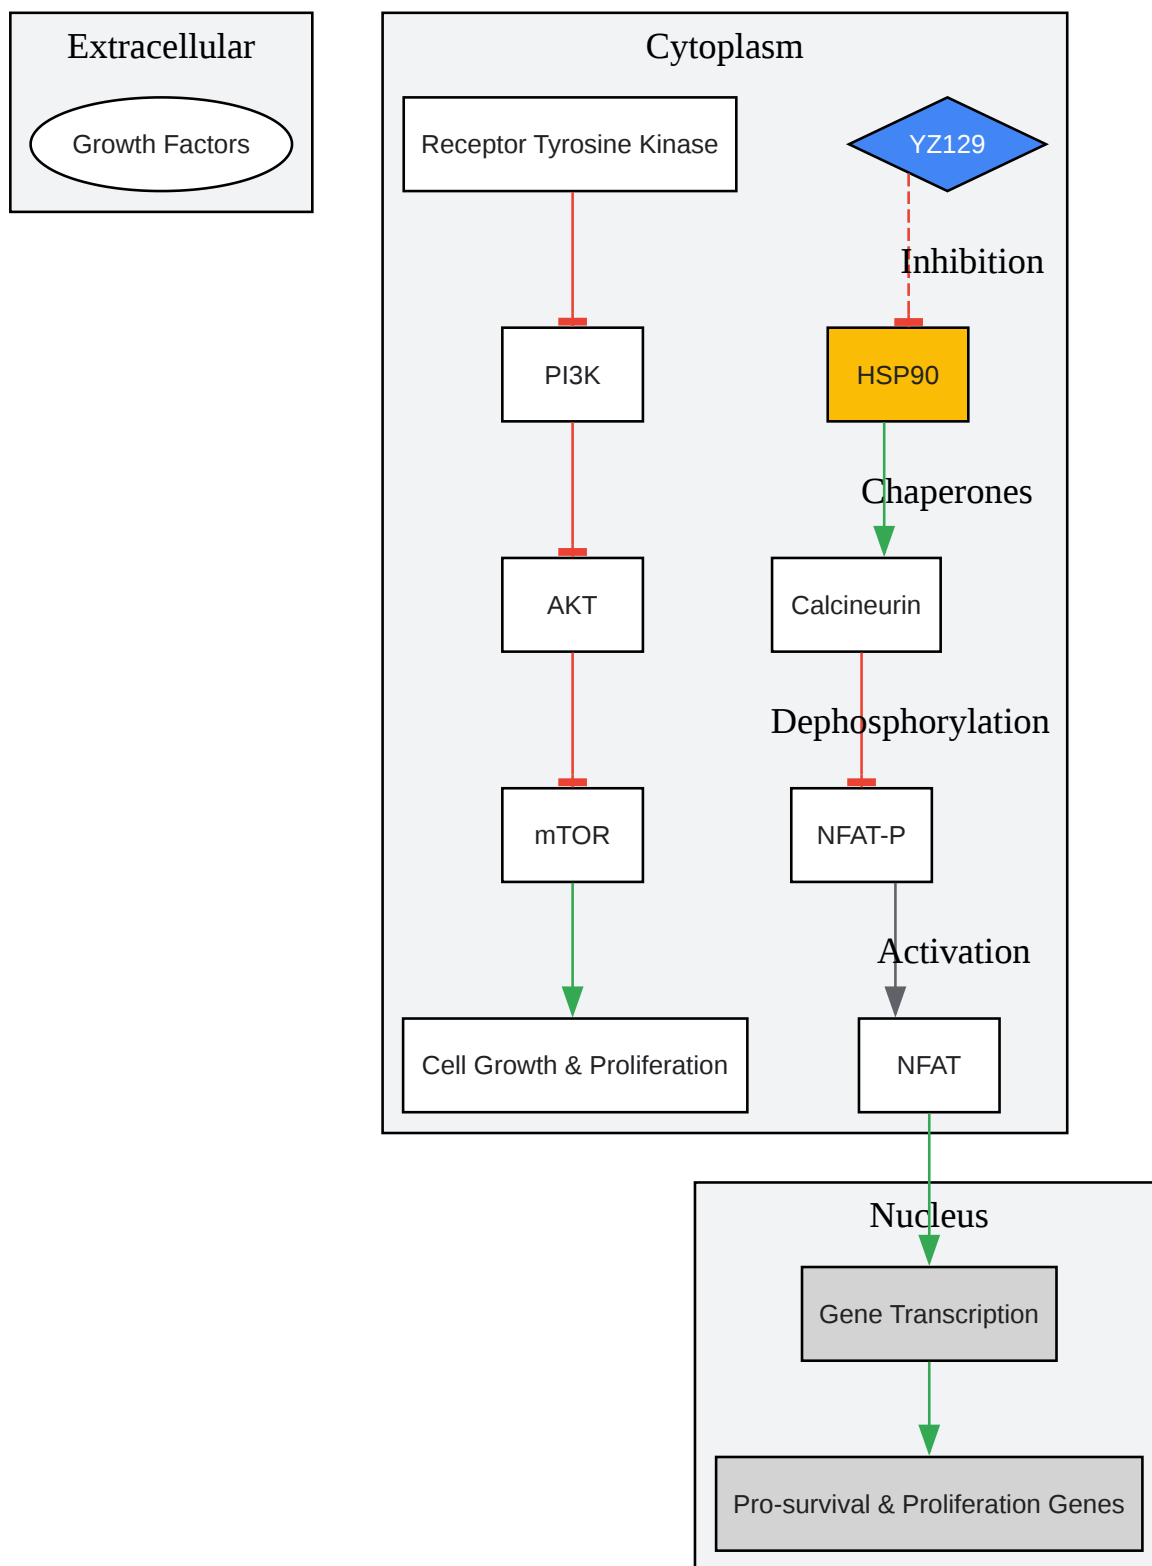 Extracellular
Growth Factors
Cytoplasm
Receptor Tyrosine Kinase
YZ129
Inhibition
PI3K
HSP90
Chaperones
AKT
Calcineurin
Dephosphorylation
mTOR
NFAT-P
Activation
Cell Growth & Proliferation
NFAT
Nucleus
Gene Transcription
Pro-survival & Proliferation Genes